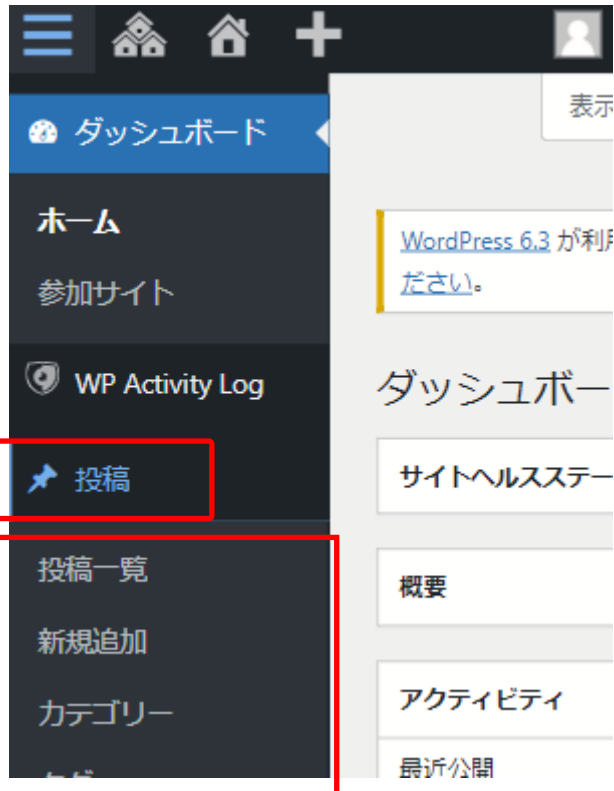 表示
ダッシュボード
ホーム
WordPress 6.3 が利用
参加サイト
ださい。
WP Activity Log
ダッシュボー
投稿
サイトヘルスステー
投稿一覧
概要
新規追加
カテゴリー
アクティビティ
最近公開
タグ